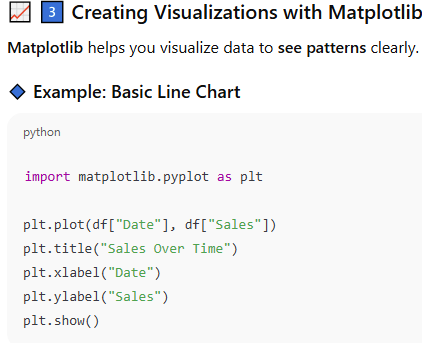 📈 3️⃣ Creating Visualizations with Matplotlib
Matplotlib helps you visualize data to see patterns clearly.
🔷 Example: Basic Line Chart
python
import matplotlib.pyplot as plt
plt.plot(df["Date"], df["Sales"])
plt.title("Sales Over Time")
plt.xlabel("Date")
plt.ylabel("Sales")
plt.show()